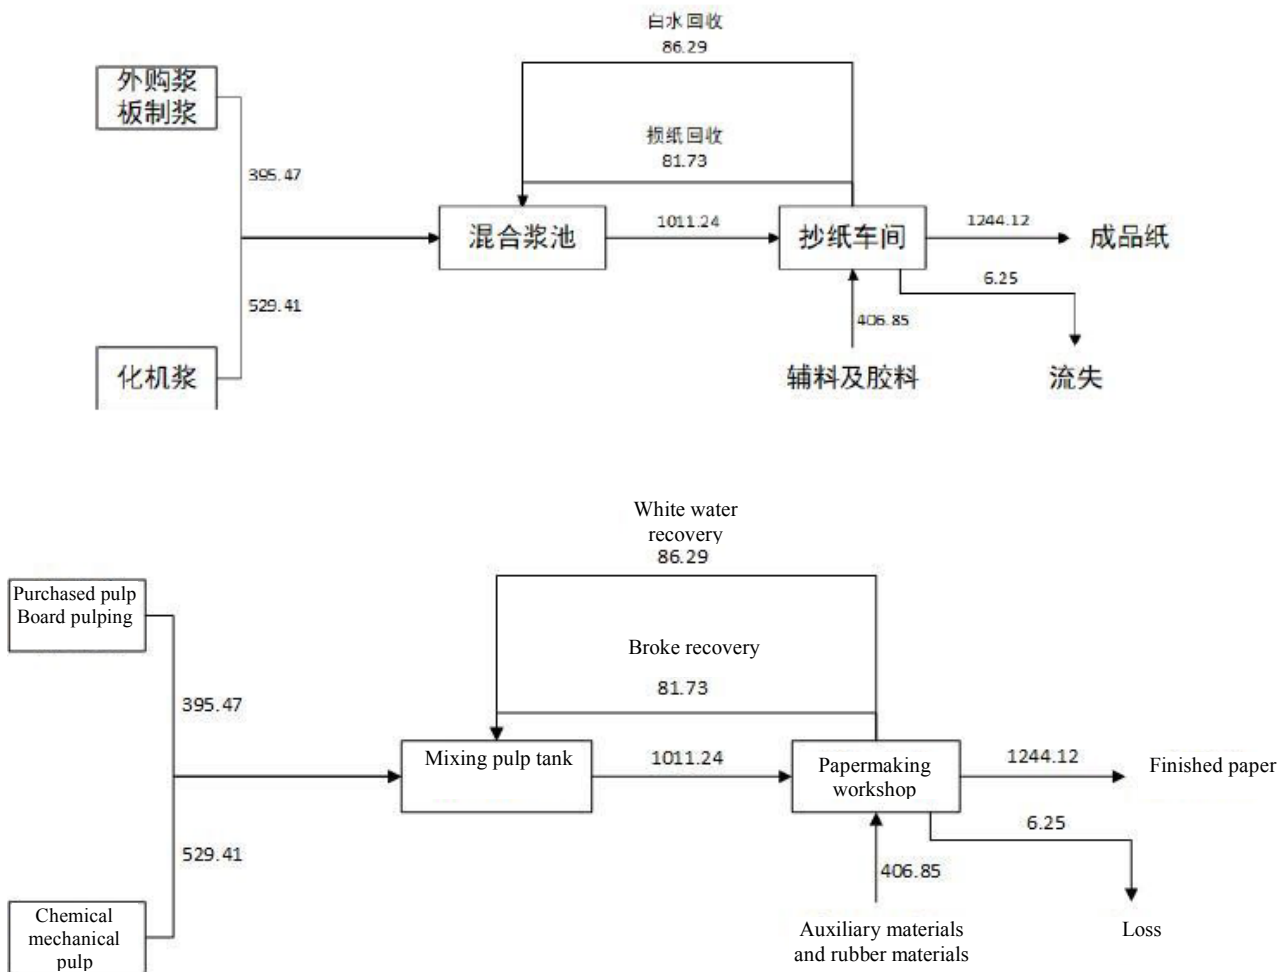 白水回收
86.29
外购浆
板制浆
损纸回收
81.73
395.47
混合浆池
1011.24
抄纸车间
1244.12
成品纸
6.25
529.41
406.85
化机浆
辅料及胶料
流失
White water
recovery
86.29
Purchased pulp
Board pulping
Broke recovery
81.73
395.47
Mixing pulp tank
1011.24
Papermaking
workshop
1244.12
Finished paper
6.25
529.41
406.85
Chemical
mechanical
pulp
Auxiliary materials
and rubber materials
Loss